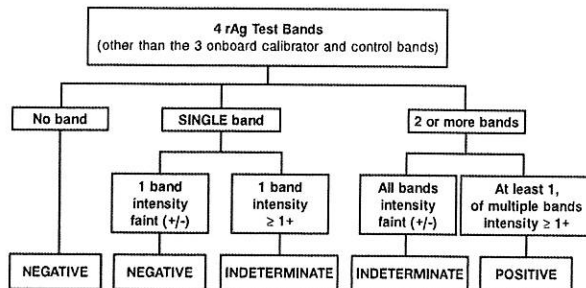 4 rAg Test Bands
(other than the 3 onboard calibrator and control bands)
No band
SINGLE band
2 or more bands
1 band
intensity
faint (+/-)
1 band
intensity
≥ 1+
All bands
intensity
faint (+/-)
At least 1,
of multiple bands
intensity ≥ 1+
NEGATIVE
NEGATIVE
INDETERMINATE
INDETERMINATE
POSITIVE